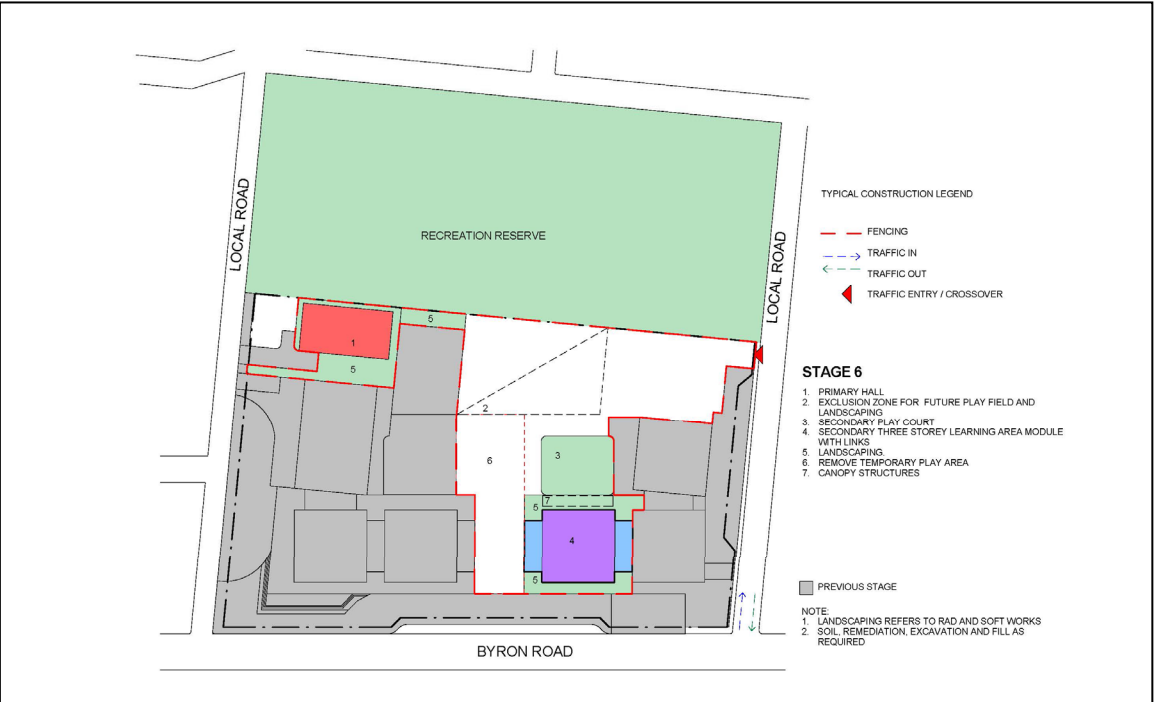 LOCAL ROAD
RECREATION RESERVE
LOCAL ROAD
TYPICAL CONSTRUCTION LEGEND
FENCING
TRAFFIC IN
TRAFFIC OUT
TRAFFIC ENTRY / CROSSOVER
1
5
5
2
6
3
7
5
4
5
STAGE 6
1. PRIMARY HALL
2. EXCLUSION ZONE FOR FUTURE PLAY FIELD AND
LANDSCAPING
3. SECONDARY PLAY COURT
4. SECONDARY THREE STOREY LEARNING AREA MODULE
WITH LINKS
5. LANDSCAPING.
6. REMOVE TEMPORARY PLAY AREA
7. CANOPY STRUCTURES
PREVIOUS STAGE
NOTE:
1. LANDSCAPING REFERS TO RAD AND SOFT WORKS
2. SOIL, REMEDIATION, EXCAVATION AND FILL AS
REQUIRED
BYRON ROAD